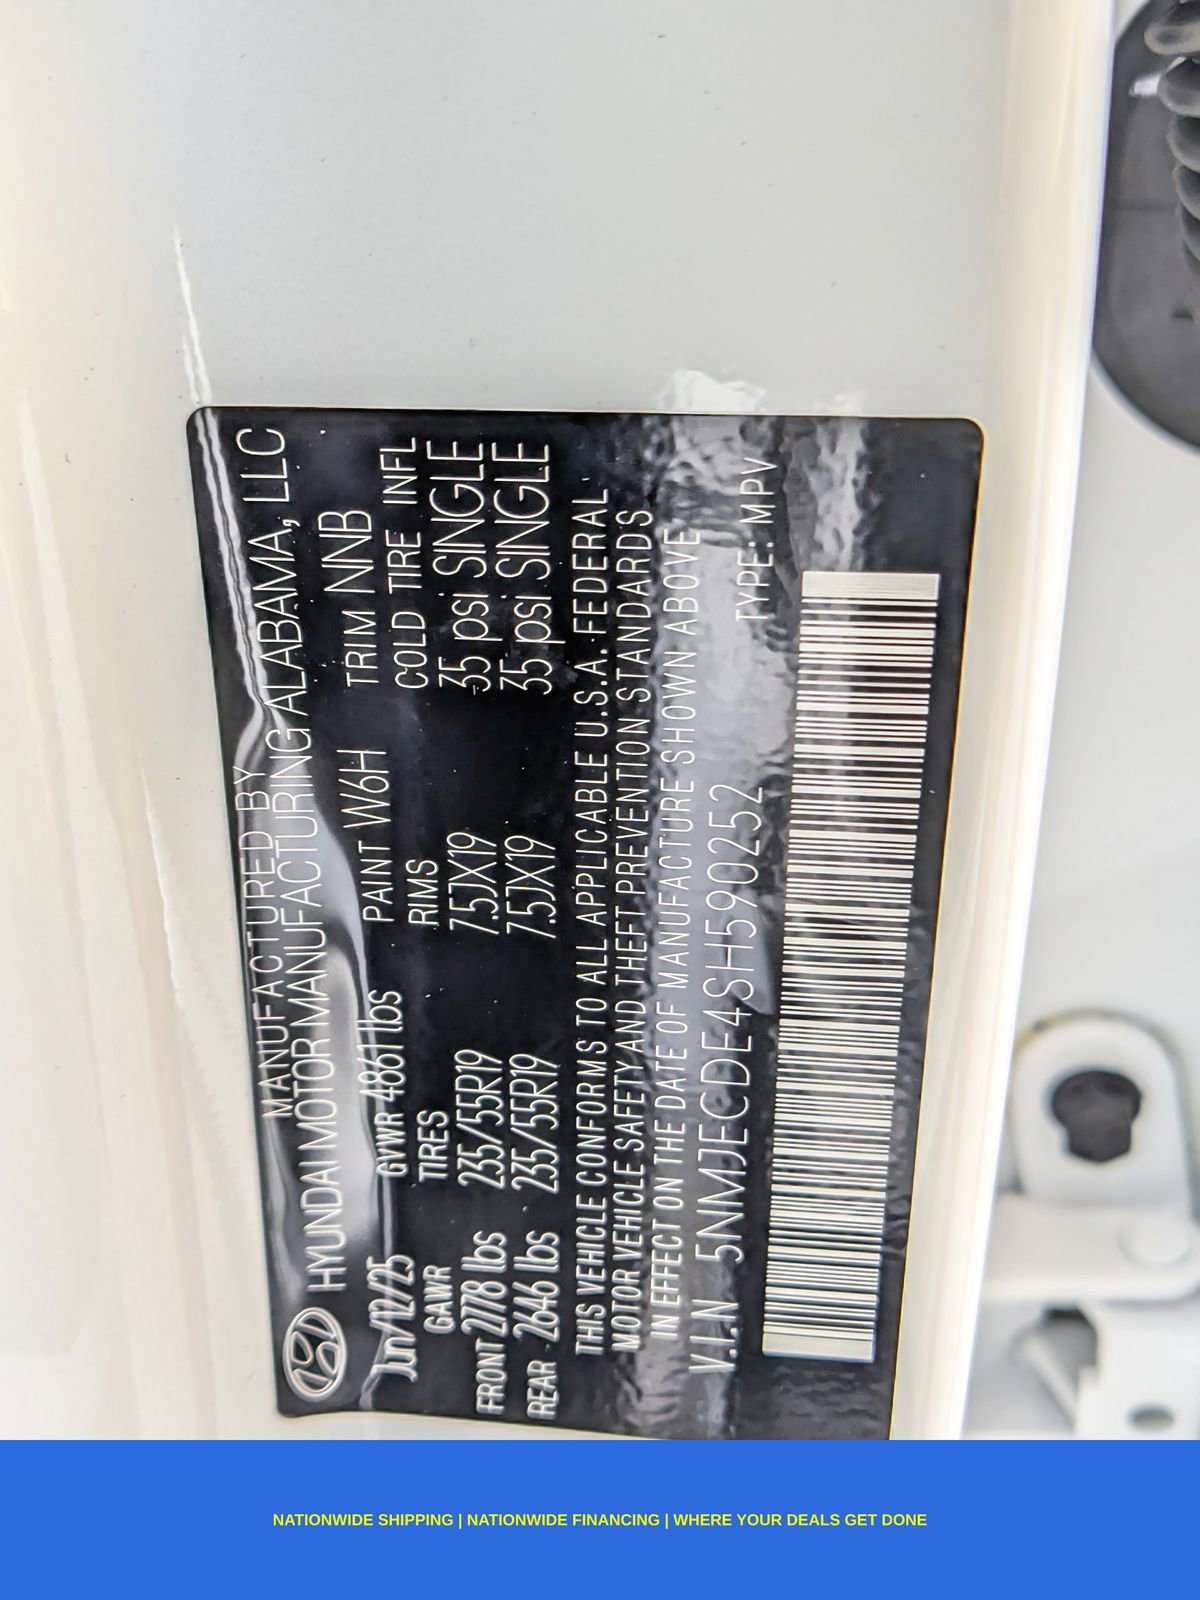 MANUFACTURED BY
HYUNDAI MOTOR MANUFACTURING ALABAMA, LLC
Jun/12/25 GVWR 4861 lbs PAINT W6H TRIM NNB
GAWR TIRES RIMS COLD TIRE INFL
FRONT 2778 lbs 235/55R19 7.5JX19 35 psi SINGLE
REAR 2646 lbs 235/55R19 7.5JX19 35 psi SINGLE
THIS VEHICLE CONFORMS TO ALL APPLICABLE U.S.A. FEDERAL
MOTOR VEHICLE SAFETY AND THEFT PREVENTION STANDARDS
IN EFFECT ON THE DATE OF MANUFACTURE SHOWN ABOVE
V.I.N 5NMJECDE4SH590252 TYPE: MPV
NATIONWIDE SHIPPING | NATIONWIDE FINANCING | WHERE YOUR DEALS GET DONE